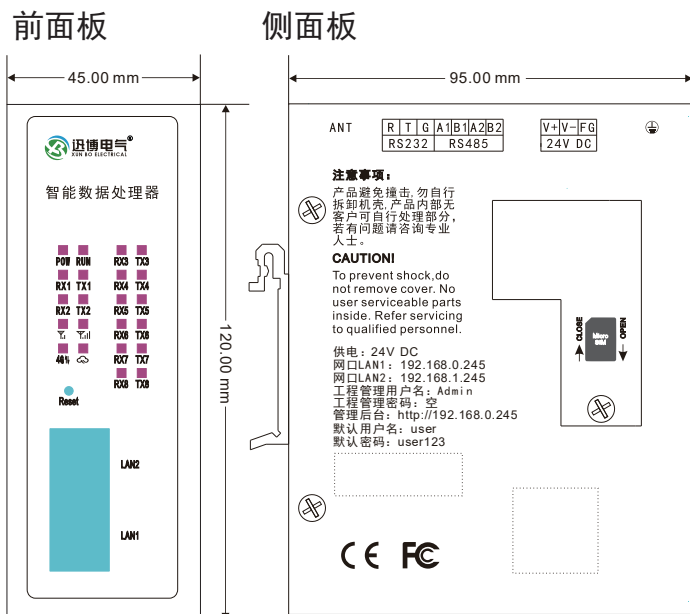 前面板
侧面板
45.00 mm
95.00 mm
迅博电气®
XUN BO ELECTRICAL
智能数据处理器
POW RUN RX3 TX3
RX1 TX1 RX4 TX4
RX2 TX2 RX5 TX5
RX6 TX6
4G RX7 TX7
RX8 TX8
Reset
LAN2
LAN1
120.00 mm
ANT
R T G A1 B1 A2 B2
RS232 RS485
V+ V- FG
24V DC
注意事项：
产品避免撞击,勿自行
拆卸机壳,产品内部无
客户可自行处理部分，
若有问题请咨询专业
人士。
CAUTION!
To prevent shock,do
not remove cover. No
user serviceable parts
inside. Refer servicing
to qualified personnel.
供电：24V DC
网口LAN1：192.168.0.245
网口LAN2：192.168.1.245
工程管理用户名：Admin
工程管理密码：空
管理后台：http://192.168.0.245
默认用户名：user
默认密码：user123
CLOSE
Micro
SIM
OPEN
CE FC